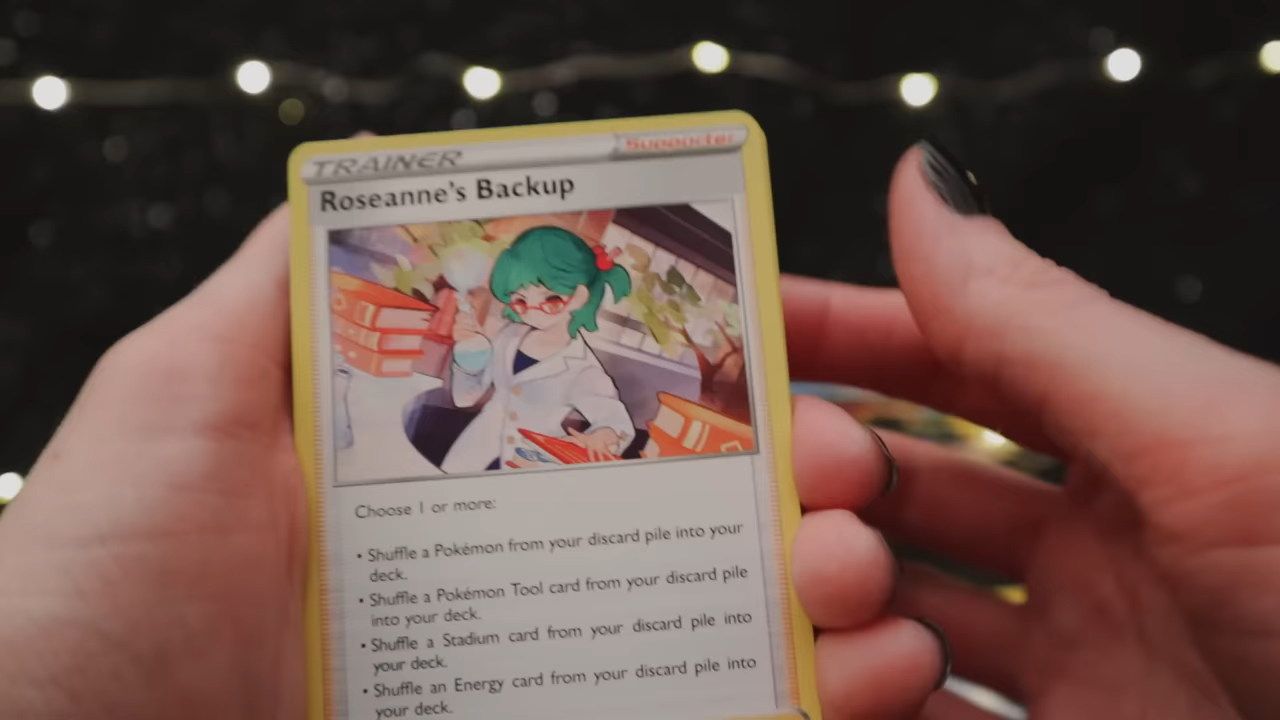 TRAINER Supporter
Roseanne's Backup
Choose 1 or more:
• Shuffle a Pokémon from your discard pile into your
deck.
• Shuffle a Pokémon Tool card from your discard pile
into your deck.
• Shuffle a Stadium card from your discard pile into
your deck.
• Shuffle an Energy card from your discard pile into
your deck.